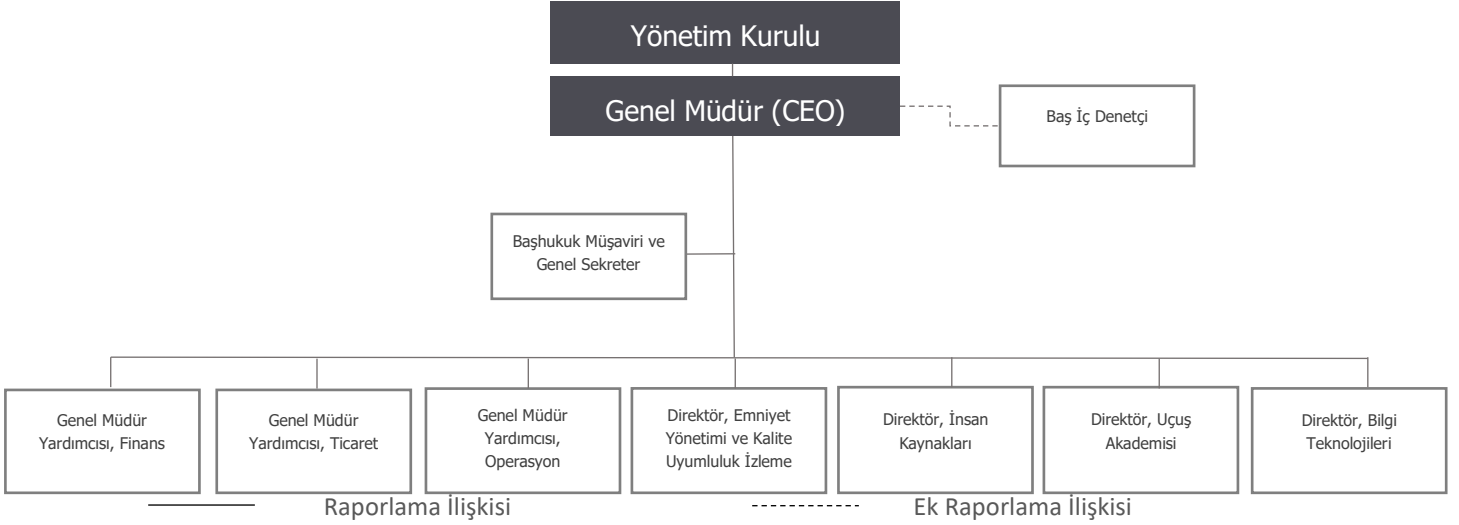 Yönetim Kurulu
Genel Müdür (CEO)
Baş İç Denetçi
Başhukuk Müşaviri ve
Genel Sekreter
Genel Müdür
Yardımcısı, Finans
Genel Müdür
Yardımcısı, Ticaret
Genel Müdür
Yardımcısı,
Operasyon
Direktör, Emniyet
Yönetimi ve Kalite
Uyumluluk İzleme
Direktör, İnsan
Kaynakları
Direktör, Uçuş
Akademisi
Direktör, Bilgi
Teknolojileri
Raporlama İlişkisi
Ek Raporlama İlişkisi